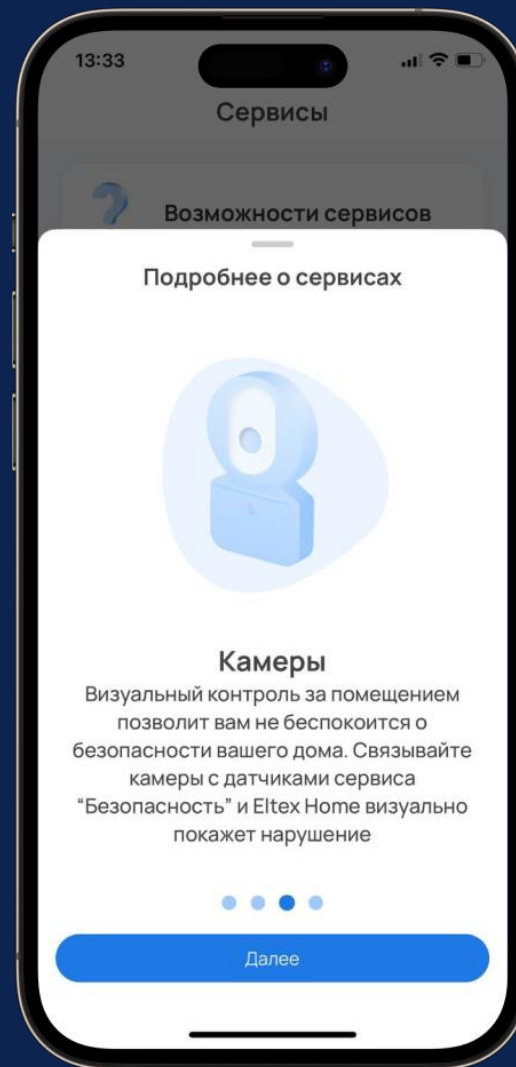 13:33
Сервисы
Возможности сервисов
Подробнее о сервисах
Камеры
Визуальный контроль за помещением
позволит вам не беспокоится о
безопасности вашего дома. Связывайте
камеры с датчиками сервиса
“Безопасность” и Eltex Home визуально
покажет нарушение
Далее